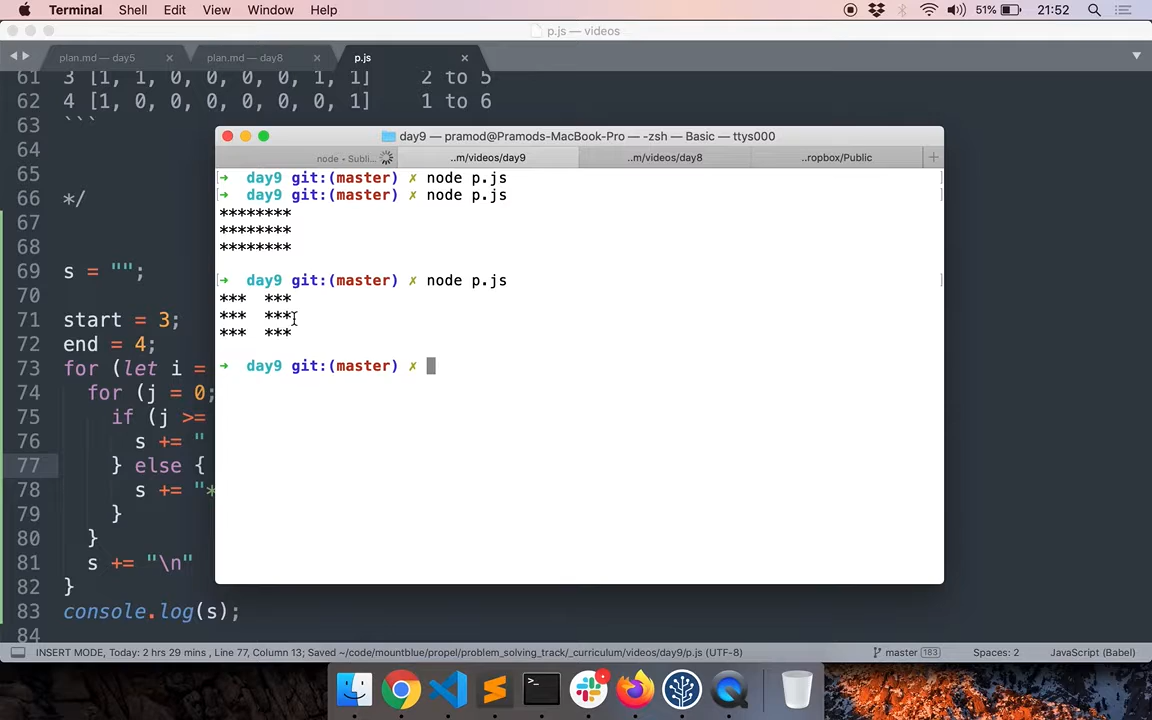 Terminal Shell Edit View Window Help 51% 21:52
p.js — videos
plan.md — day5 × plan.md — day8 × p.js ×
61 3 [1, 1, 0, 0, 0, 0, 1, 1] 2 to 5
62 4 [1, 0, 0, 0, 0, 0, 0, 1] 1 to 6
63 ```
64
65
66 */
67
68
69 s = "";
70
71 start = 3;
72 end = 4;
73 for (let i =
74 for (j = 0;
75 if (j >=
76 s += "
77 } else {
78 s += "*
79 }
80 }
81 s += "\n"
82 }
83 console.log(s);
84
day9 — pramod@Pramods-MacBook-Pro — -zsh — Basic — ttys000
node • Subli... ..m/videos/day9 ..m/videos/day8 ..ropbox/Public +
[→ day9 git:(master) ✗ node p.js ]
[→ day9 git:(master) ✗ node p.js ]
********
********
********
[→ day9 git:(master) ✗ node p.js ]
***  ***
***  ***
***  ***
→ day9 git:(master) ✗
INSERT MODE, Today: 2 hrs 29 mins , Line 77, Column 13; Saved ~/code/mountblue/propel/problem_solving_track/_curriculum/videos/day9/p.js (UTF-8) master 183 Spaces: 2 JavaScript (Babel)